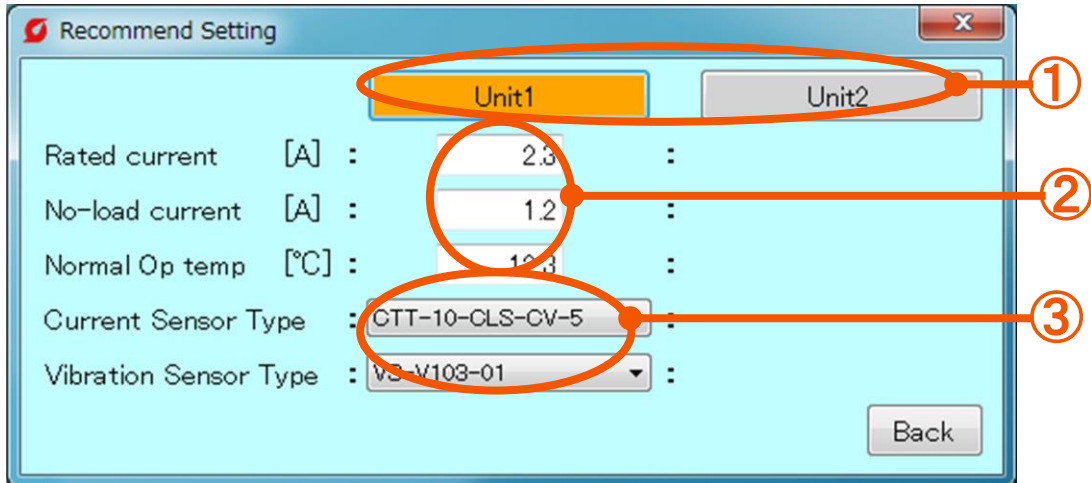 Recommend Setting
Unit1 Unit2 ①
Rated current [A] : 2.3 :
No-load current [A] : 1.2 : ②
Normal Op temp [℃] : :
Current Sensor Type : CTT-10-CLS-CV-5 : ③
Vibration Sensor Type : VS-V103-01 :
Back